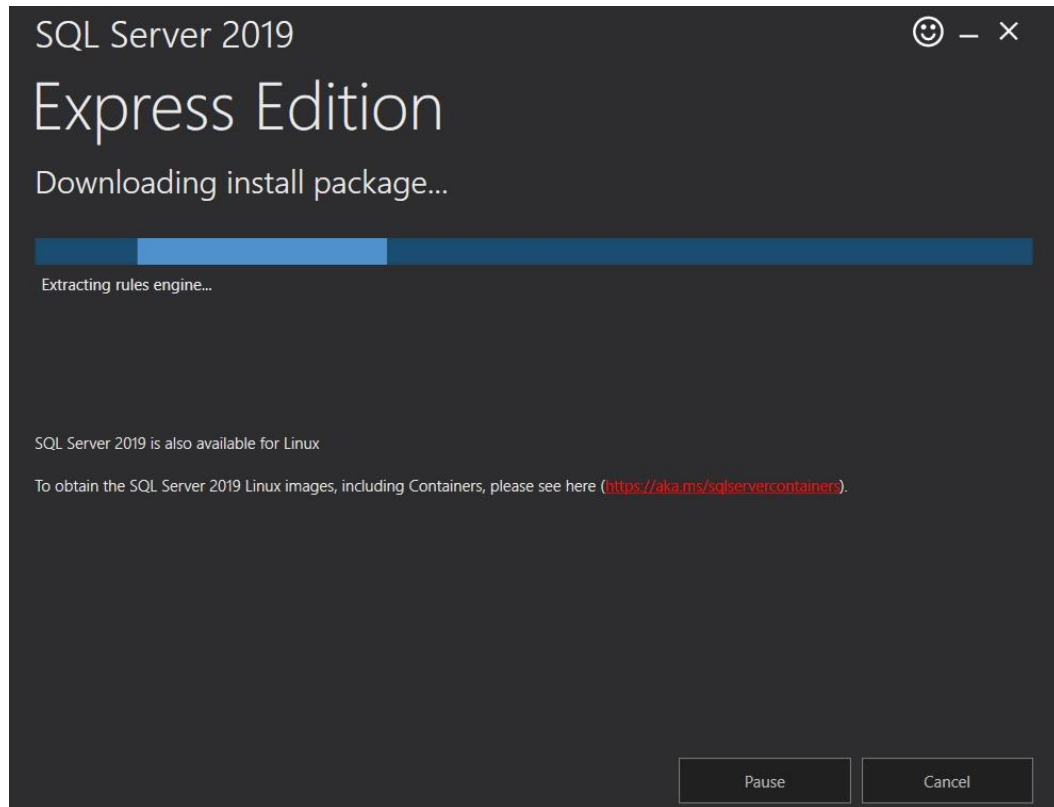 SQL Server 2019
Express Edition
Downloading install package...
Extracting rules engine...
SQL Server 2019 is also available for Linux
To obtain the SQL Server 2019 Linux images, including Containers, please see here (https://aka.ms/sqlservercontainers).
Pause Cancel